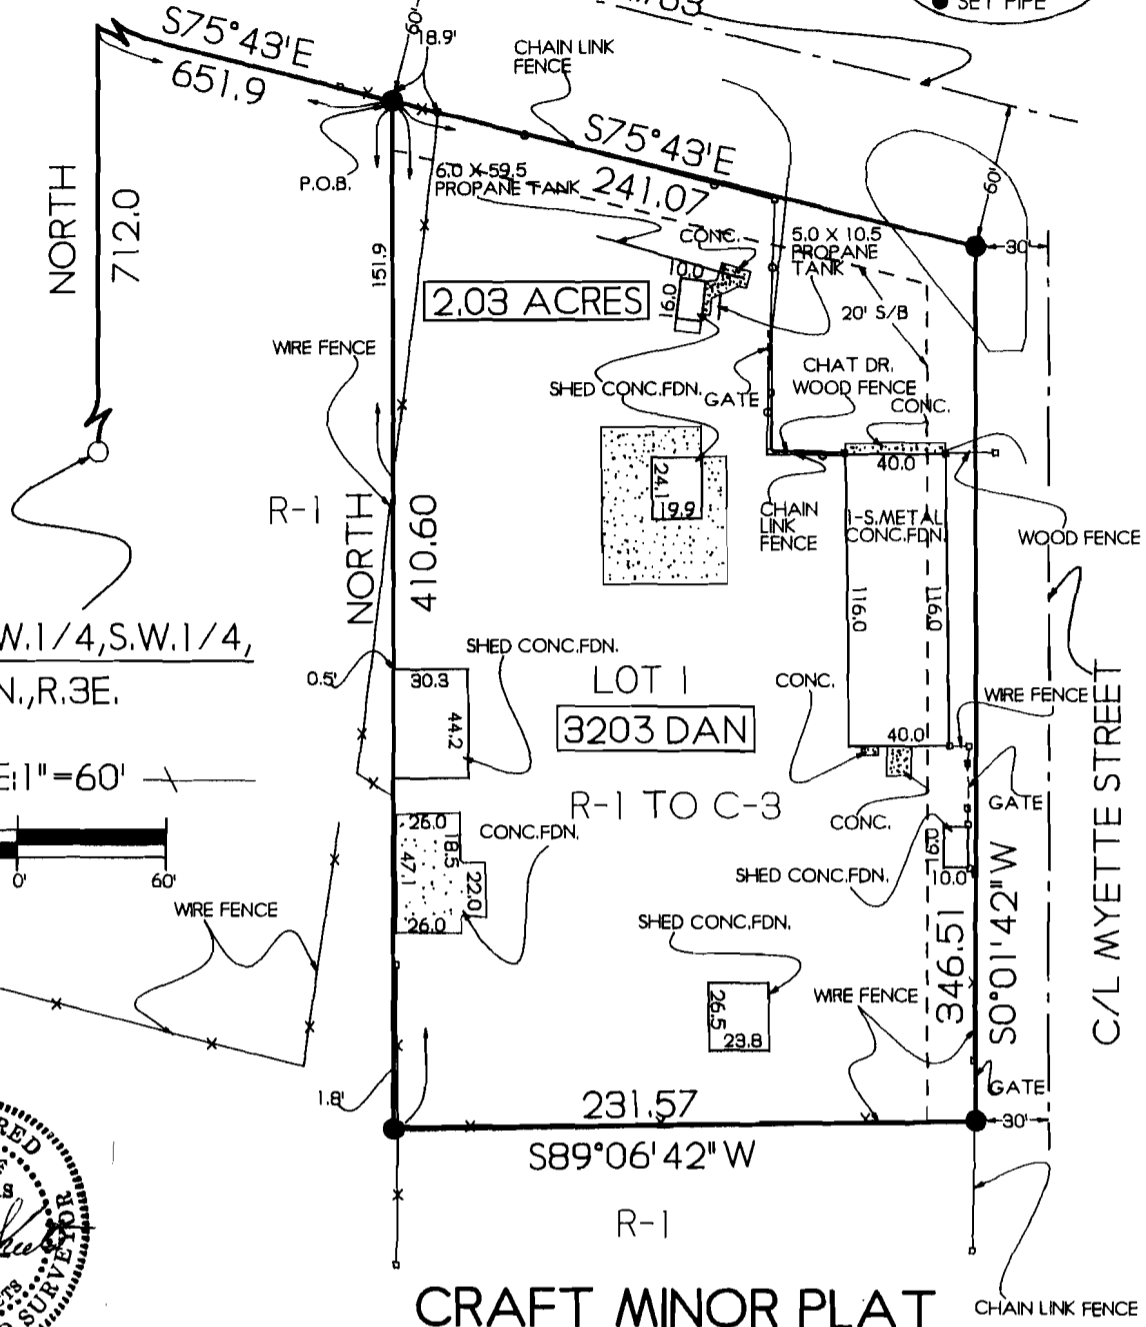 SET PIPE
60'
18.9'
S75°43'E
651.9
CHAIN LINK
FENCE
S75°43'E
241.07
60'
P.O.B.
6.0 X 59.5
PROPANE TANK
CONC.
5.0 X 10.5
PROPANE
TANK
30'
NORTH
712.0
151.9
10.0
16.0
2.03 ACRES
20' S/B
WIRE FENCE
CHAT DR.
SHED CONC.FDN.
GATE
WOOD FENCE
CONC.
40.0
24.1
19.9
R-1
NORTH
410.60
CHAIN
LINK
FENCE
1-S.METAL
CONC.FDN.
WOOD FENCE
116.0
116.0
W.1/4,S.W.1/4,
N.,R.3E.
SHED CONC.FDN.
0.5'
30.3
44.2
LOT 1
3203 DAN
CONC.
WIRE FENCE
40.0
E:1"=60'
R-1 TO C-3
GATE
CONC.
0'
60'
26.0
18.5
47.1
22.0
26.0
CONC.FDN.
16.0
10.0
SHED CONC.FDN.
C/L MYETTE STREET
WIRE FENCE
SHED CONC.FDN.
346.51
S0°01'42"W
26.5
23.8
WIRE FENCE
1.8'
GATE
231.57
30'
S89°06'42"W
R-1
SURVEYOR
CRAFT MINOR PLAT
CHAIN LINK FENCE